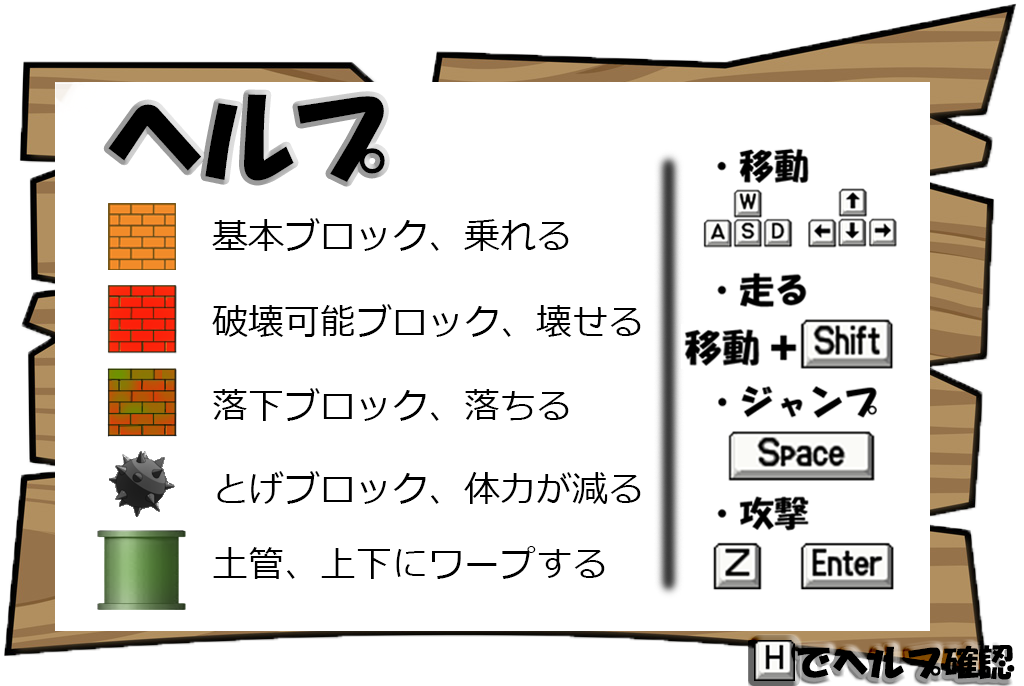 ヘルプ
基本ブロック、乗れる
破壊可能ブロック、壊せる
落下ブロック、落ちる
とげブロック、体力が減る
土管、上下にワープする
・移動
W ↑
A S D ← ↓ →
・走る
移動 + Shift
・ジャンプ
Space
・攻撃
Z Enter
Hでヘルプ確認